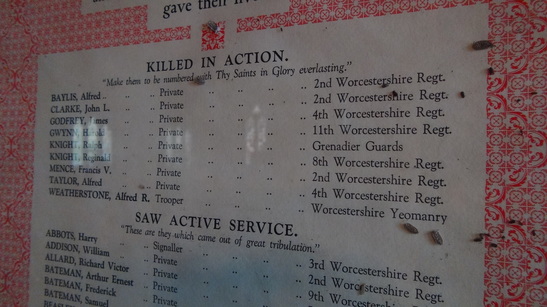 gave their
KILLED IN ACTION.
"Make them to be numbered with Thy Saints in Glory everlasting."
BAYLIS, Alfred .. .. Private .. .. .. .. 2nd Worcestershire Regt.
CLARKE, John L. .. Private .. .. .. .. 2nd Worcestershire Regt.
GODFREY, James .. Private .. .. .. .. 4th Worcestershire Regt.
GWYNN, Harold .. Private .. .. .. .. 11th Worcestershire Regt.
KNIGHT, Ralph .. Private .. .. .. .. Grenadier Guards
KNIGHT, Reginald .. Private .. .. .. .. 8th Worcestershire Regt.
MENCE, Francis V. .. Private .. .. .. .. 2nd Worcestershire Regt.
TAYLOR, Alfred .. .. Private .. .. .. .. 4th Worcestershire Regt.
WEATHERSTONE, Alfred R. Trooper .. .. .. .. Worcestershire Yeomanry
SAW ACTIVE SERVICE.
"These are they which came out of great tribulation."
ABBOTS, Harry .. .. Signaller .. .. .. .. 3rd Worcestershire Regt.
ADDISON, William .. Private .. .. .. .. 2nd Worcestershire Regt.
ALLARD, Richard Victor .. Private .. .. .. .. 9th Worcestershire Regt.
BATEMAN, Arthur Ernest .. Private
BATEMAN, Frederick .. Private
BATEMAN, Samuel